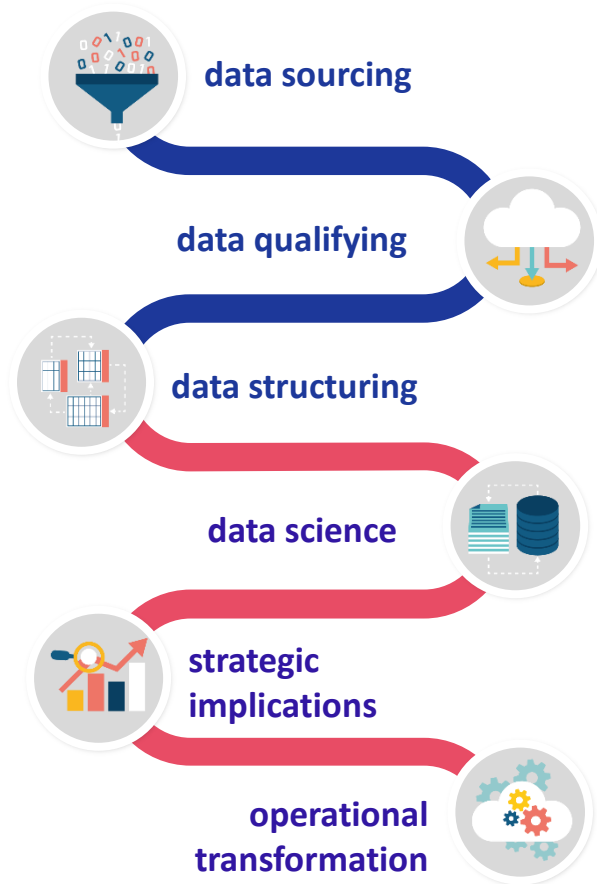 data sourcing
data qualifying
data structuring
data science
strategic
implications
operational
transformation